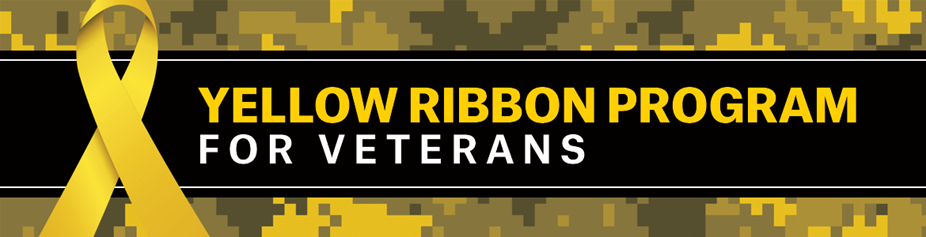 YELLOW RIBBON PROGRAM
FOR VETERANS